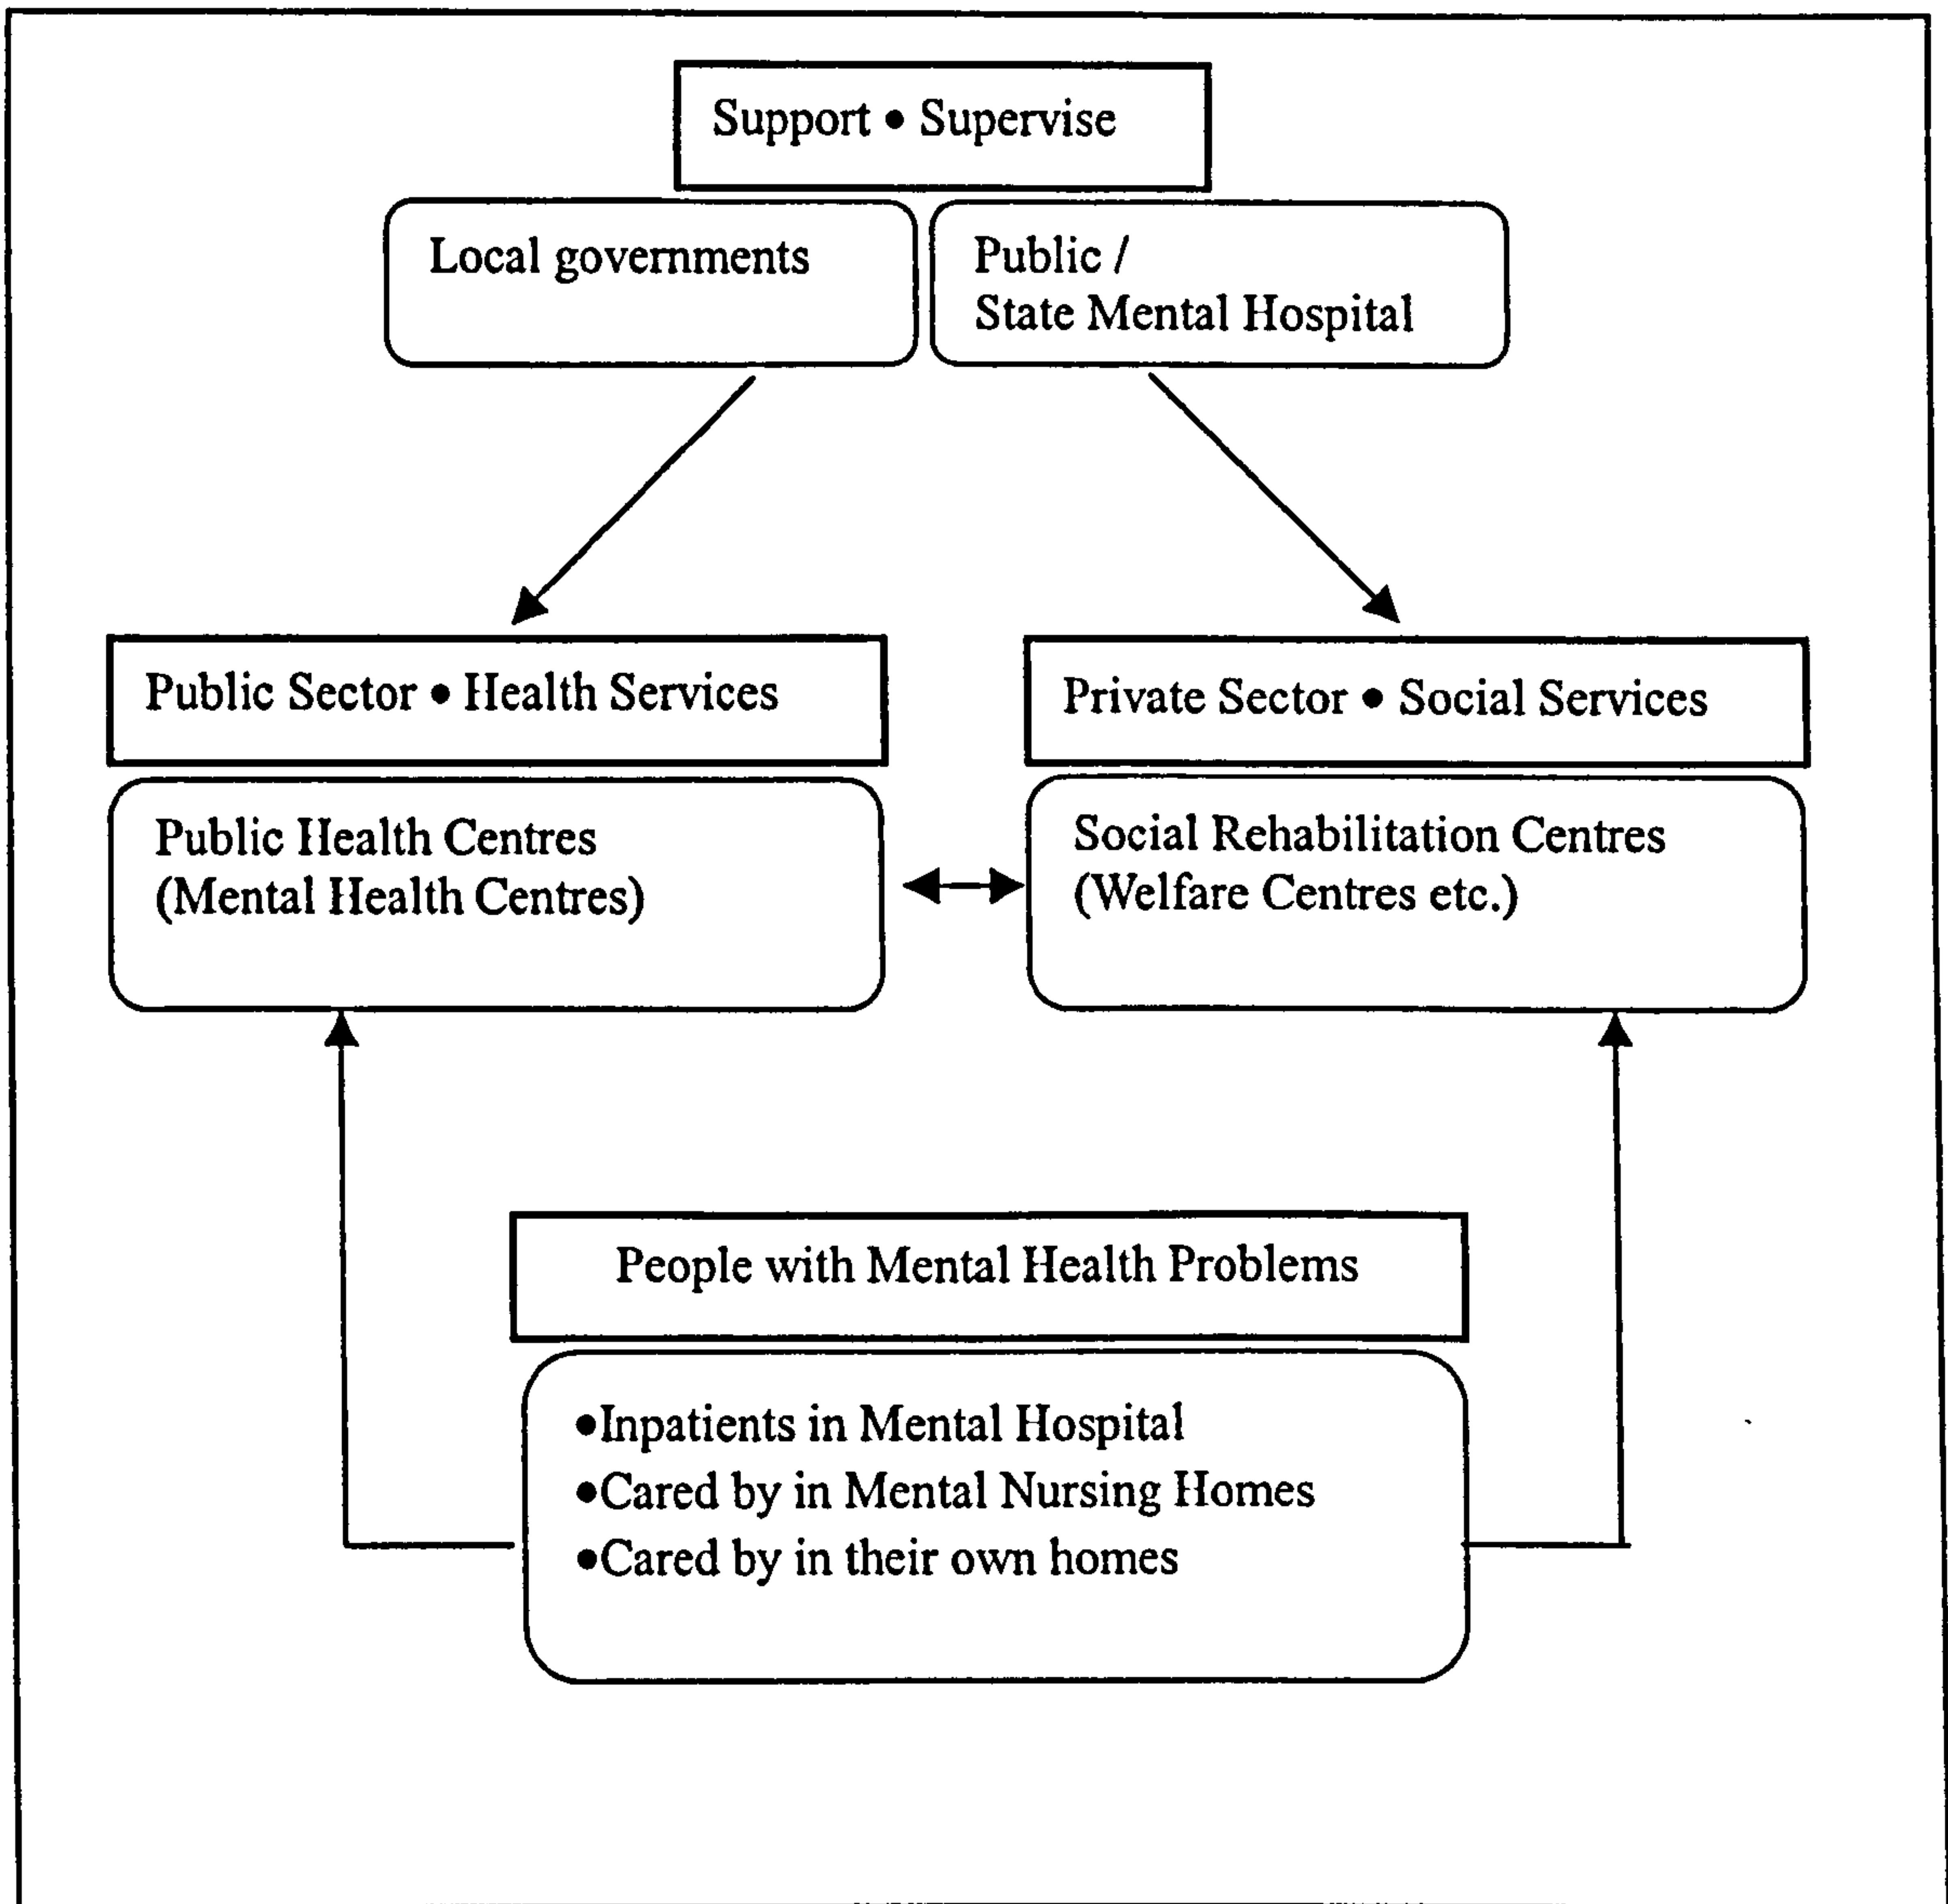 Support • Supervise
Local governments
Public /
State Mental Hospital
Public Sector • Health Services
Private Sector • Social Services
Public Health Centres
(Mental Health Centres)
Social Rehabilitation Centres
(Welfare Centres etc.)
People with Mental Health Problems
•Inpatients in Mental Hospital
•Cared by in Mental Nursing Homes
•Cared by in their own homes